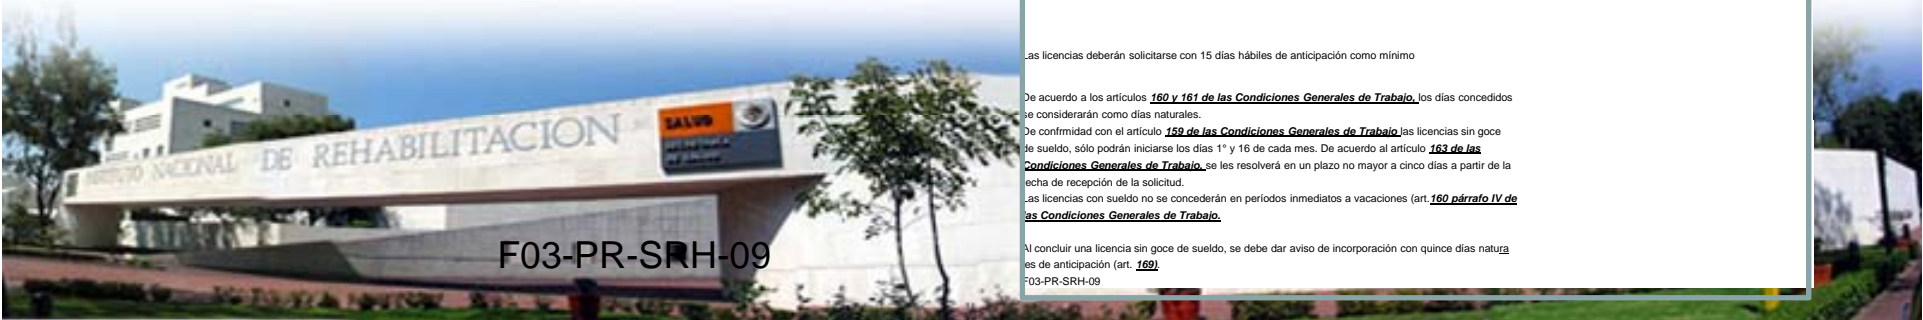 INSTITUTO NACIONAL DE REHABILITACION
SALUD
F03-PR-SRH-09
Las licencias deberán solicitarse con 15 días hábiles de anticipación como mínimo
De acuerdo a los artículos 160 y 161 de las Condiciones Generales de Trabajo, los días concedidos
se considerarán como días naturales.
De confrmidad con el artículo 159 de las Condiciones Generales de Trabajo las licencias sin goce
de sueldo, sólo podrán iniciarse los días 1° y 16 de cada mes. De acuerdo al artículo 163 de las
Condiciones Generales de Trabajo, se les resolverá en un plazo no mayor a cinco días a partir de la
fecha de recepción de la solicitud.
Las licencias con sueldo no se concederán en períodos inmediatos a vacaciones (art.160 párrafo IV de
las Condiciones Generales de Trabajo.
Al concluir una licencia sin goce de sueldo, se debe dar aviso de incorporación con quince días natura
les de anticipación (art. 169).
F03-PR-SRH-09